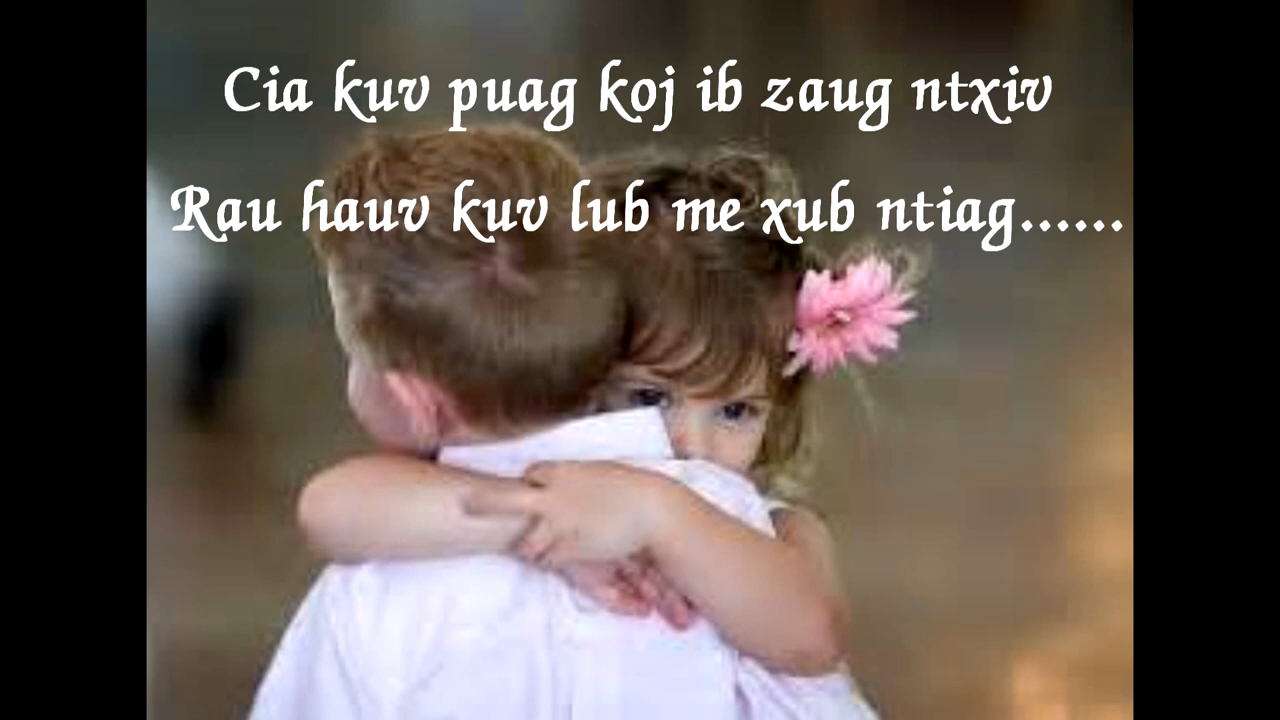 Cia kuv puag koj ib zaug ntxiv
Rau hauv kuv lub me xub ntiag......